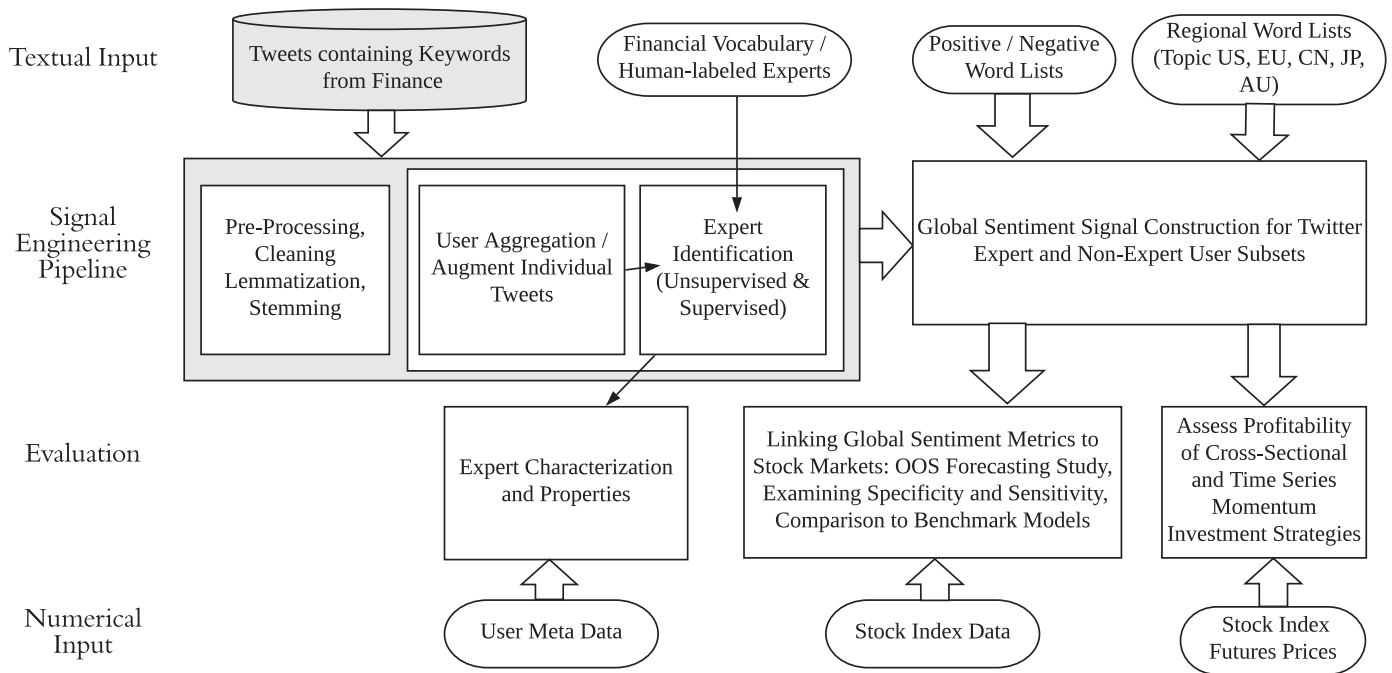 Textual Input
Tweets containing Keywords
from Finance
Financial Vocabulary /
Human-labeled Experts
Positive / Negative
Word Lists
Regional Word Lists
(Topic US, EU, CN, JP,
AU)
Signal
Engineering
Pipeline
Pre-Processing,
Cleaning
Lemmatization,
Stemming
User Aggregation /
Augment Individual
Tweets
Expert
Identification
(Unsupervised &
Supervised)
Global Sentiment Signal Construction for Twitter
Expert and Non-Expert User Subsets
Evaluation
Expert Characterization
and Properties
Linking Global Sentiment Metrics to
Stock Markets: OOS Forecasting Study,
Examining Specificity and Sensitivity,
Comparison to Benchmark Models
Assess Profitability
of Cross-Sectional
and Time Series
Momentum
Investment Strategies
Numerical
Input
User Meta Data
Stock Index Data
Stock Index
Futures Prices